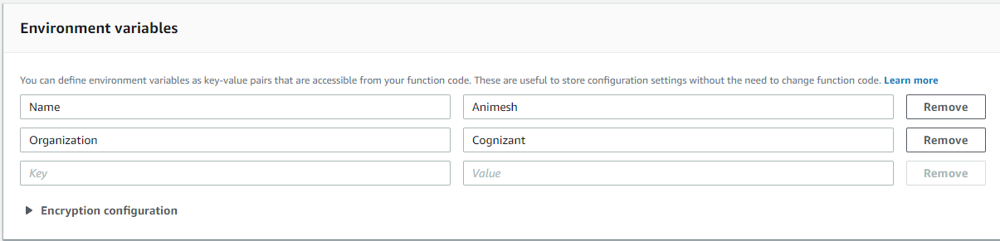 Environment variables
You can define environment variables as key-value pairs that are accessible from your function code. These are useful to store configuration settings without the need to change function code. Learn more
Name Animesh Remove
Organization Cognizant Remove
Key Value Remove
Encryption configuration